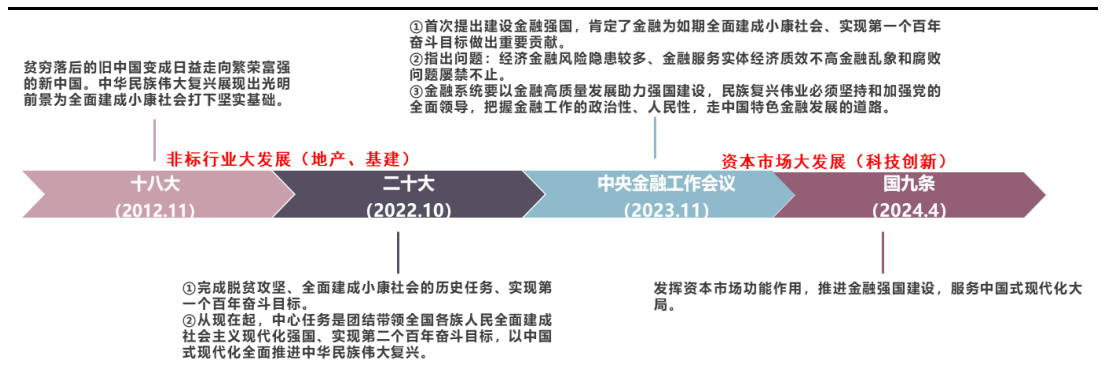 ①首次提出建设金融强国，肯定了金融为如期全面建成小康社会、实现第一个百年
奋斗目标做出重要贡献。
②指出问题：经济金融风险隐患较多、金融服务实体经济质效不高金融乱象和腐败
问题屡禁不止。
③金融系统要以金融高质量发展助力强国建设，民族复兴伟业必须坚持和加强党的
全面领导，把握金融工作的政治性、人民性，走中国特色金融发展的道路。
贫穷落后的旧中国变成日益走向繁荣富强
的新中国。中华民族伟大复兴展现出光明
前景为全面建成小康社会打下坚实基础。
非标行业大发展（地产、基建）
资本市场大发展（科技创新）
十八大
(2012.11)
二十大
(2022.10)
中央金融工作会议
(2023.11)
国九条
(2024.4)
①完成脱贫攻坚、全面建成小康社会的历史任务、实现第
一个百年奋斗目标。
②从现在起，中心任务是团结带领全国各族人民全面建成
社会主义现代化强国、实现第二个百年奋斗目标，以中国
式现代化全面推进中华民族伟大复兴。
发挥资本市场功能作用，推进金融强国建设，服务中国式现代化大
局。